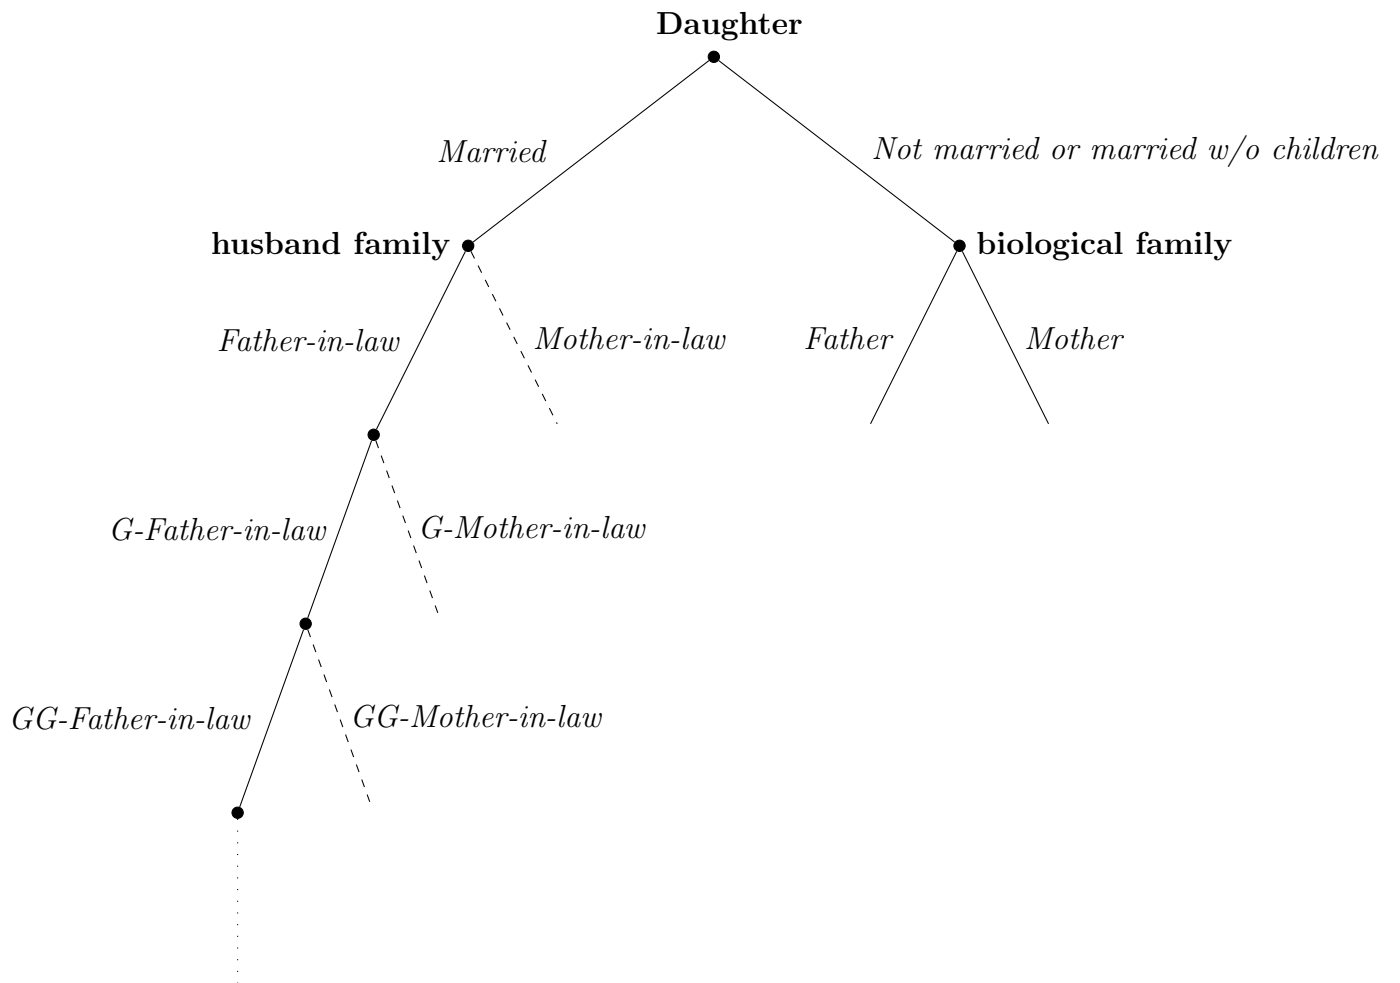 Daughter
Married
Not married or married w/o children
husband family
biological family
Father-in-law
Mother-in-law
Father
Mother
G-Father-in-law
G-Mother-in-law
GG-Father-in-law
GG-Mother-in-law